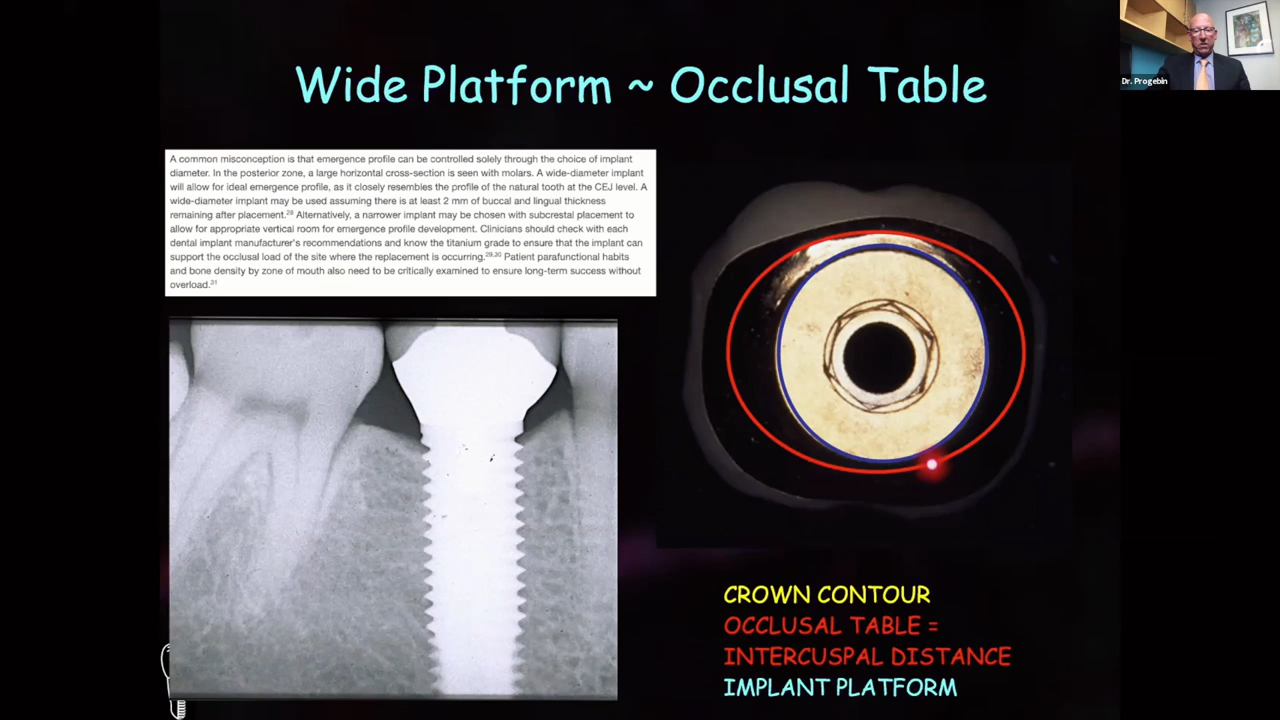 Wide Platform ~ Occlusal Table
Dr. Progebin
A common misconception is that emergence profile can be controlled solely through the choice of implant
diameter. In the posterior zone, a large horizontal cross-section is seen with molars. A wide-diameter implant
will allow for ideal emergence profile, as it closely resembles the profile of the natural tooth at the CEJ level. A
wide-diameter implant may be used assuming there is at least 2 mm of buccal and lingual thickness
remaining after placement.28 Alternatively, a narrower implant may be chosen with subcrestal placement to
allow for appropriate vertical room for emergence profile development. Clinicians should check with each
dental implant manufacturer's recommendations and know the titanium grade to ensure that the implant can
support the occlusal load of the site where the replacement is occurring.29,30 Patient parafunctional habits
and bone density by zone of mouth also need to be critically examined to ensure long-term success without
overload.31
CROWN CONTOUR
OCCLUSAL TABLE =
INTERCUSPAL DISTANCE
IMPLANT PLATFORM